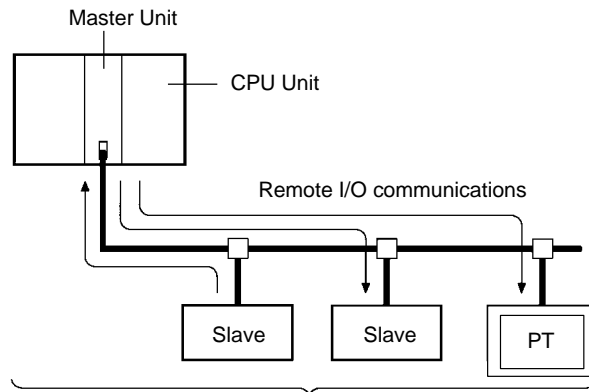 Master Unit
CPU Unit
Remote I/O communications
Slave
Slave
PT